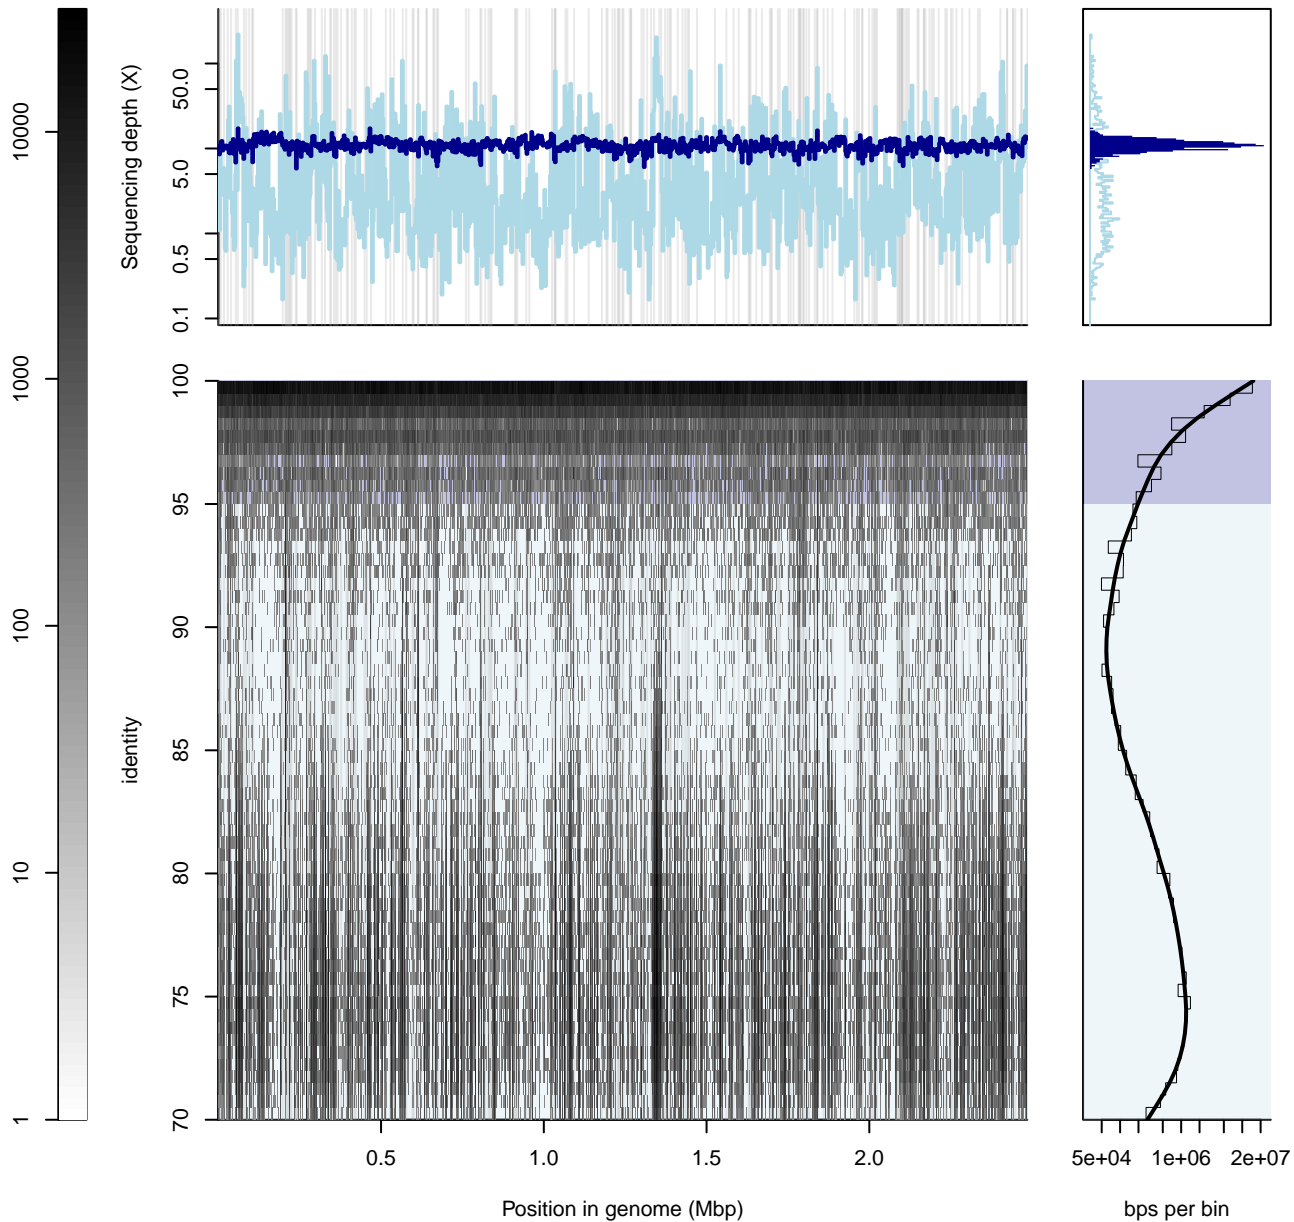 10000
1000
100
10
1
Sequencing depth (X)
50.0
5.0
0.5
0.1
identity
100
95
90
85
80
75
70
0.5 1.0 1.5 2.0
Position in genome (Mbp)
5e+04 1e+06 2e+07
bps per bin